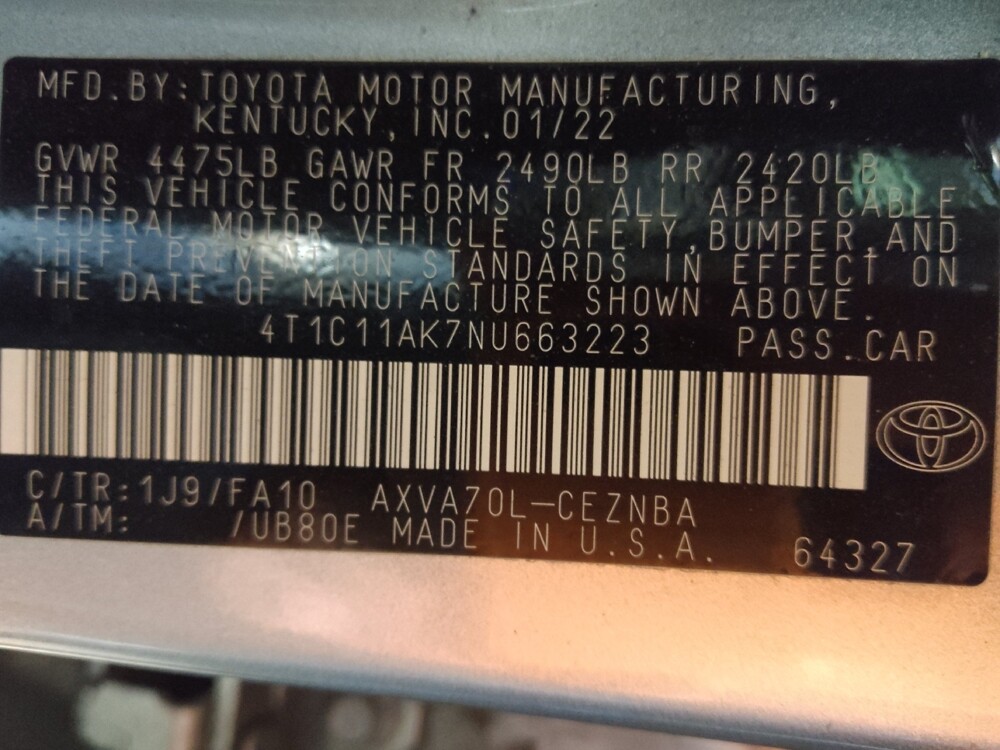 MFD.BY:TOYOTA MOTOR MANUFACTURING,
KENTUCKY,INC.01/22
GVWR 4475LB GAWR FR 2490LB RR 2420LB
THIS VEHICLE CONFORMS TO ALL APPLICABLE
FEDERAL MOTOR VEHICLE SAFETY,BUMPER,AND
THEFT PREVENTION STANDARDS IN EFFECT ON
THE DATE OF MANUFACTURE SHOWN ABOVE.
4T1C11AK7NU663223 PASS.CAR
C/TR:1J9/FA10 AXVA70L-CEZNBA
A/TM: /UB80E MADE IN U.S.A. 64327